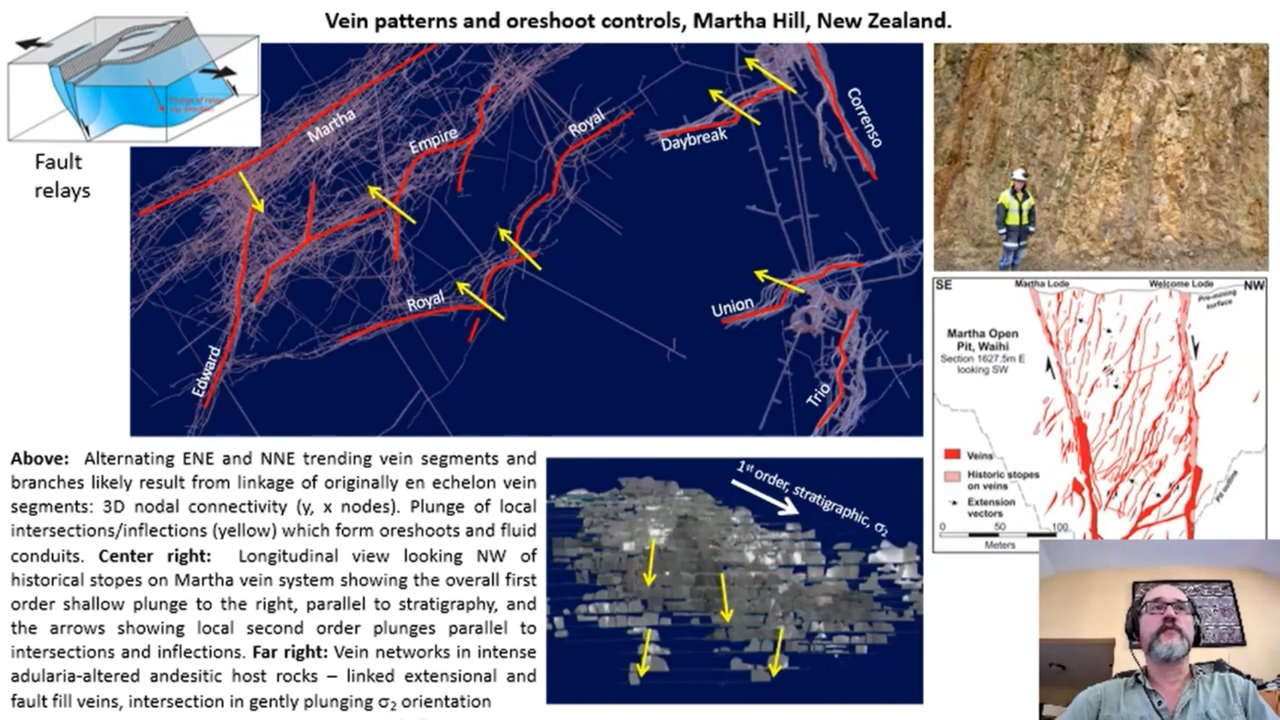 Vein patterns and oreshoot controls, Martha Hill, New Zealand.
Fault
relays
Martha
Empire
Royal
Daybreak
Correnso
Royal
Union
Edward
Trio
SE
Martha Lode
Welcome Lode
NW
Pre-mining
surface
Martha Open
Pit, Waihi
Section 1627.5m E
looking SW
Veins
Historic stopes
on veins
Extension
vectors
0 50 100
Meters
Above: Alternating ENE and NNE trending vein segments and
branches likely result from linkage of originally en echelon vein
segments: 3D nodal connectivity (y, x nodes). Plunge of local
intersections/inflections (yellow) which form oreshoots and fluid
conduits. Center right: Longitudinal view looking NW of
historical stopes on Martha vein system showing the overall first
order shallow plunge to the right, parallel to stratigraphy, and
the arrows showing local second order plunges parallel to
intersections and inflections. Far right: Vein networks in intense
adularia-altered andesitic host rocks – linked extensional and
fault fill veins, intersection in gently plunging σ₂ orientation
1st order, stratigraphic, σ₂